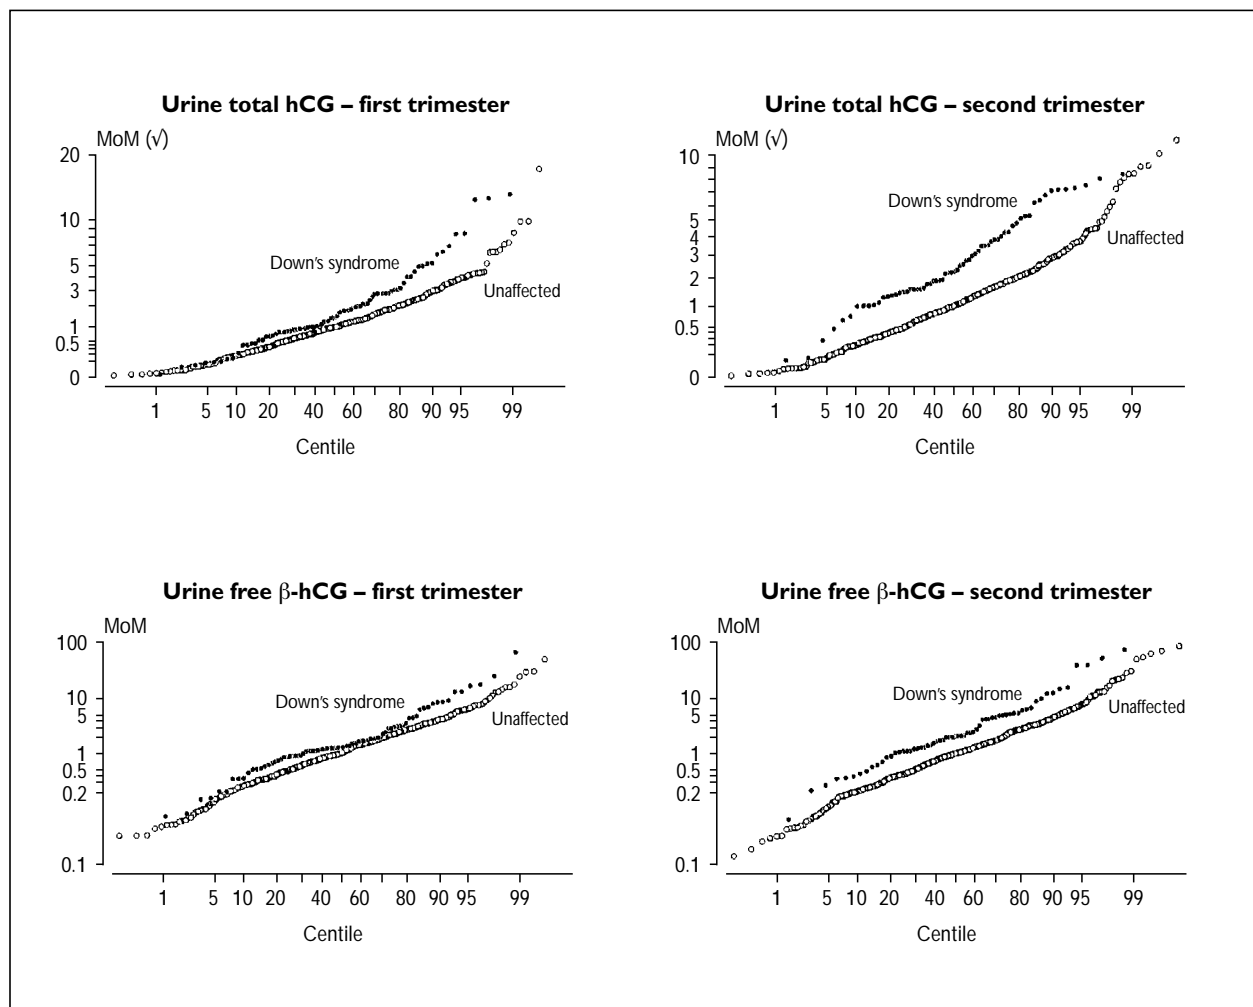 Urine total hCG – first trimester
MoM (√)
20
10
5
3
1
0.5
0
Down's syndrome
Unaffected
1 5 10 20 40 60 80 90 95 99
Centile
Urine total hCG – second trimester
MoM (√)
10
5
4
3
2
1
0.5
0
Down's syndrome
Unaffected
1 5 10 20 40 60 80 90 95 99
Centile
Urine free β-hCG – first trimester
MoM
100
10
5
1
0.5
0.2
0.1
Down's syndrome
Unaffected
1 5 10 20 40 60 80 90 95 99
Centile
Urine free β-hCG – second trimester
MoM
100
10
5
1
0.5
0.2
0.1
Down's syndrome
Unaffected
1 5 10 20 40 60 80 90 95 99
Centile